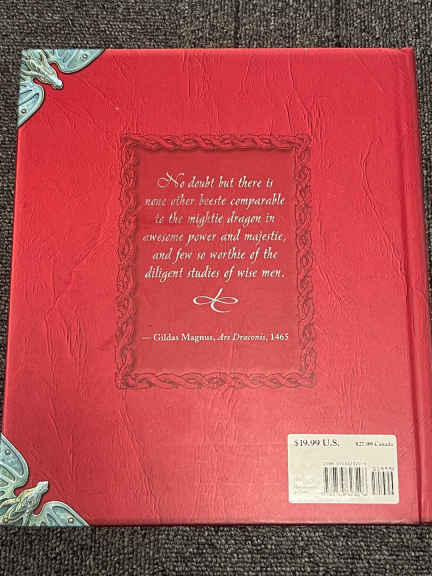 No doubt but there is
none other beeste comparable
to the mightie dragon in
awesome power and majestie,
and few so worthie of the
diligent studies of wise men.
— Gildas Magnus, Ars Draconis, 1465
$19.99 U.S. $27.99 Canada